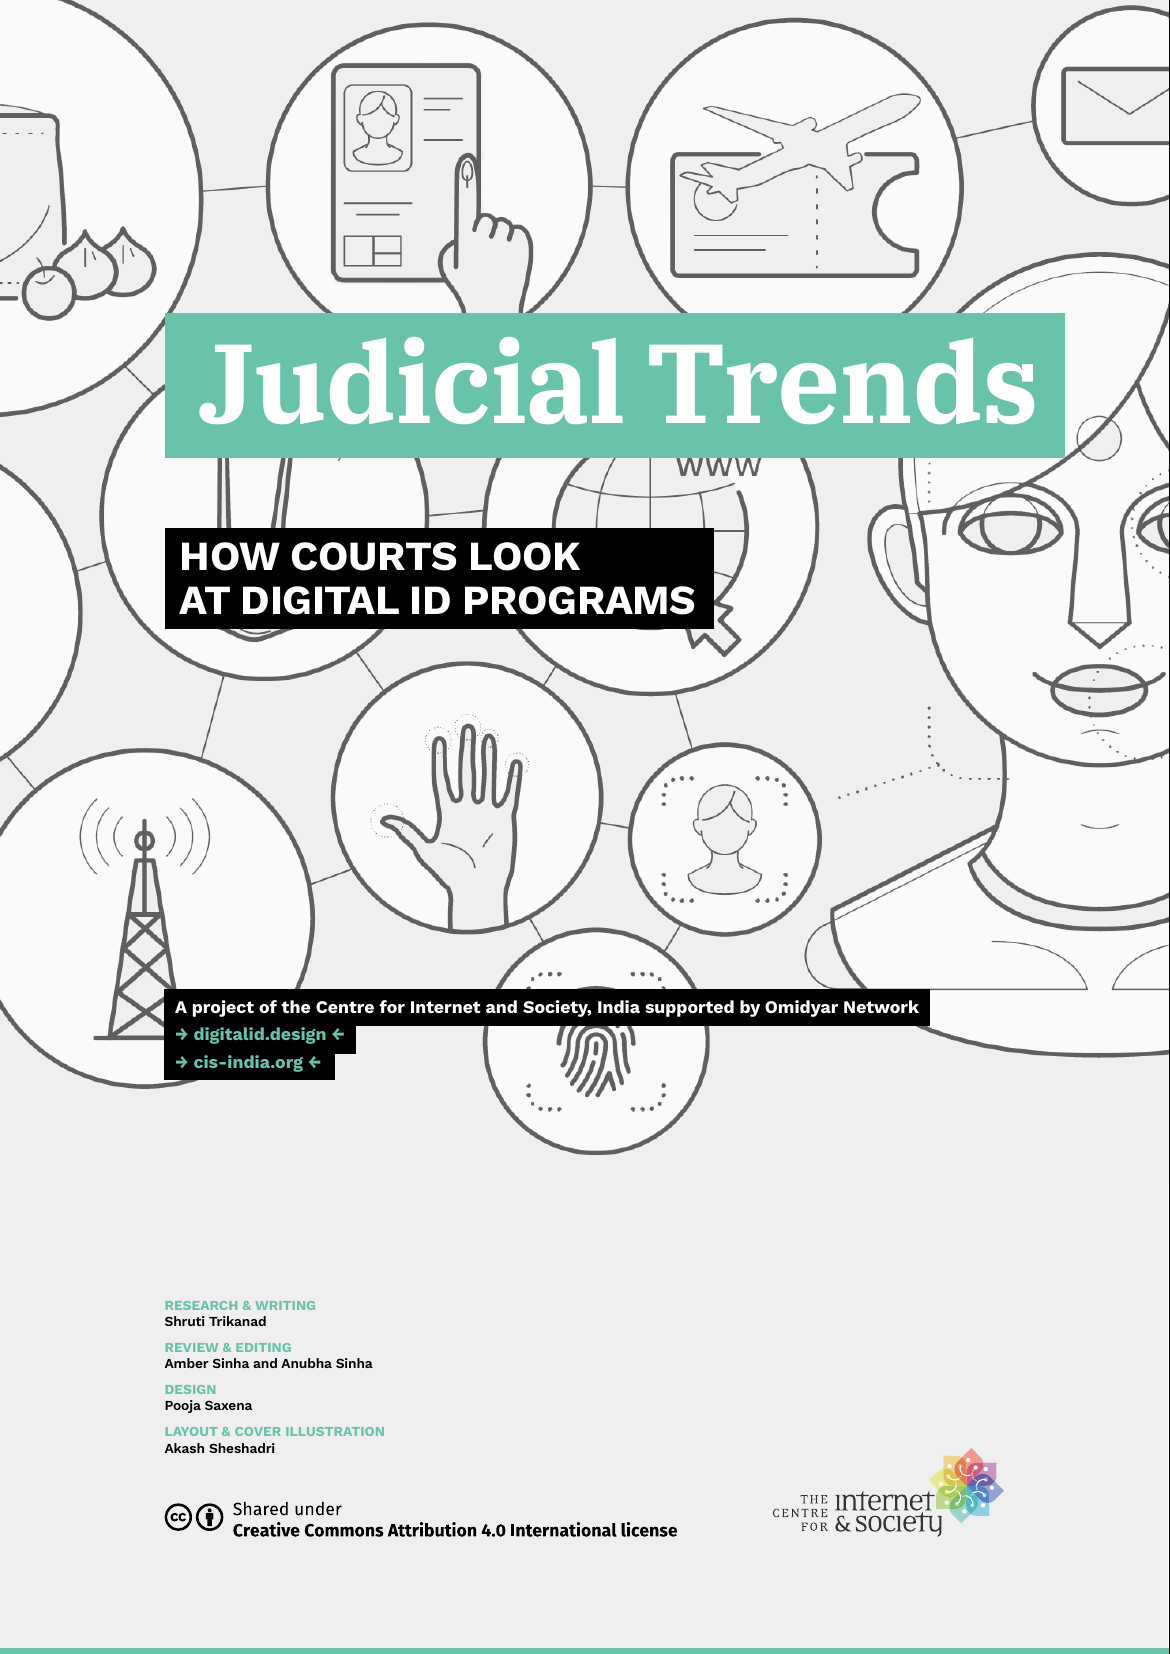 Judicial Trends
WWW
HOW COURTS LOOK
AT DIGITAL ID PROGRAMS
A project of the Centre for Internet and Society, India supported by Omidyar Network
→ digitalid.design ←
→ cis-india.org ←
RESEARCH & WRITING
Shruti Trikanad
REVIEW & EDITING
Amber Sinha and Anubha Sinha
DESIGN
Pooja Saxena
LAYOUT & COVER ILLUSTRATION
Akash Sheshadri
cc
Shared under
Creative Commons Attribution 4.0 International license
THE
CENTRE
FOR
internet
& society